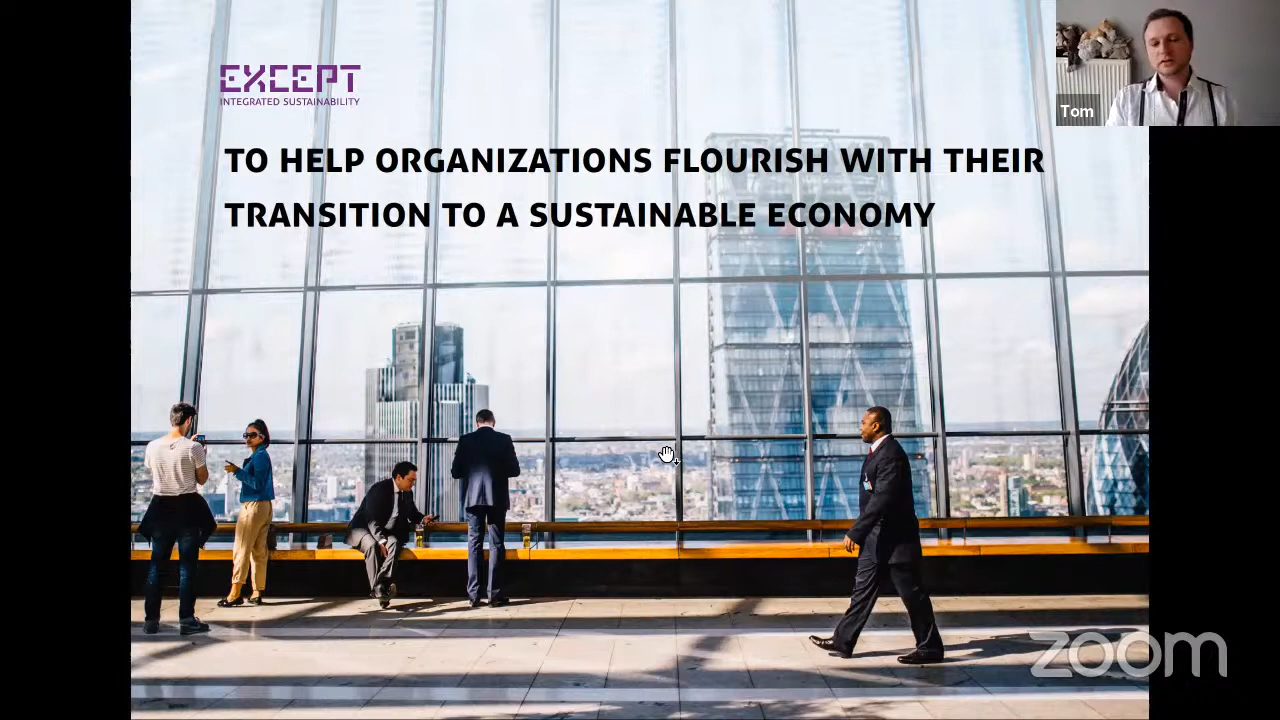 EXCEPT
INTEGRATED SUSTAINABILITY
TO HELP ORGANIZATIONS FLOURISH WITH THEIR
TRANSITION TO A SUSTAINABLE ECONOMY
Tom
zoom